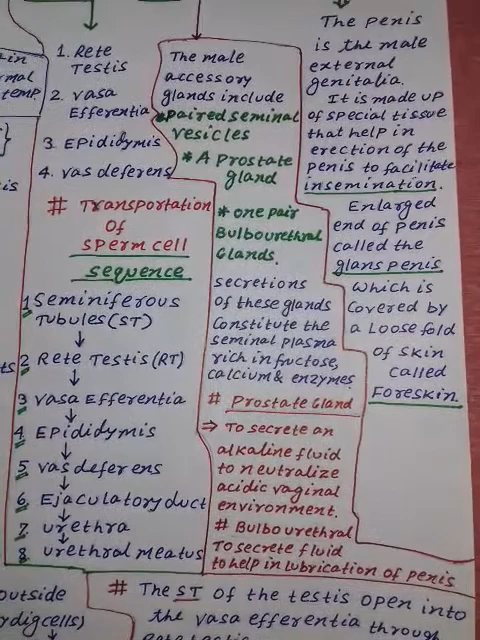 tin
rmal
temp.
}
is
ts
1. Rete
Testis
2. vasa
Efferentia
3. Epididymis
4. vas deferens
# Transportation
Of
sperm cell
sequence
1 Seminiferous
Tubules (ST)
↓
2 Rete Testis (RT)
↓
3 vasa Efferentia
↓
4 Epididymis
↓
5 vas deferens
↓
6 Ejaculatory duct
↓
7. urethra
↓
8 urethral meatus
The male
accessory
glands include
* paired seminal
vesicles
* A Prostate
gland
* one pair
Bulbourethral
Glands.
secretions
of these glands
Constitute the
seminal plasma
rich in fructose,
calcium & enzymes
# Prostate Gland
⇒ To secrete an
alkaline fluid
to neutralize
acidic vaginal
environment.
# Bulbourethral
To secrete fluid
to help in lubrication of penis
The penis
is the male
external
genitalia.
It is made up
of special tissue
that help in
erection of the
penis to facilitate
insemination.
Enlarged
end of penis
called the
glans penis
which is
covered by
a Loose fold
of skin
called
Foreskin.
outside
ydig cells)
# The ST of the testis open into
the vasa efferentia through